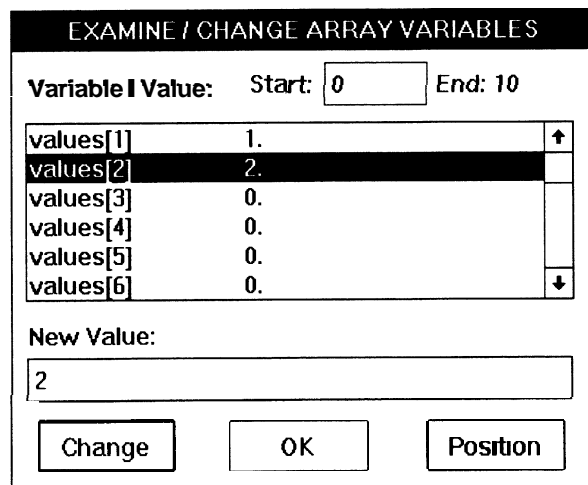 EXAMINE / CHANGE ARRAY VARIABLES
Variable / Value: Start: 0 End: 10
values[1] 1.
values[2] 2.
values[3] 0.
values[4] 0.
values[5] 0.
values[6] 0.
New Value:
2
Change OK Position